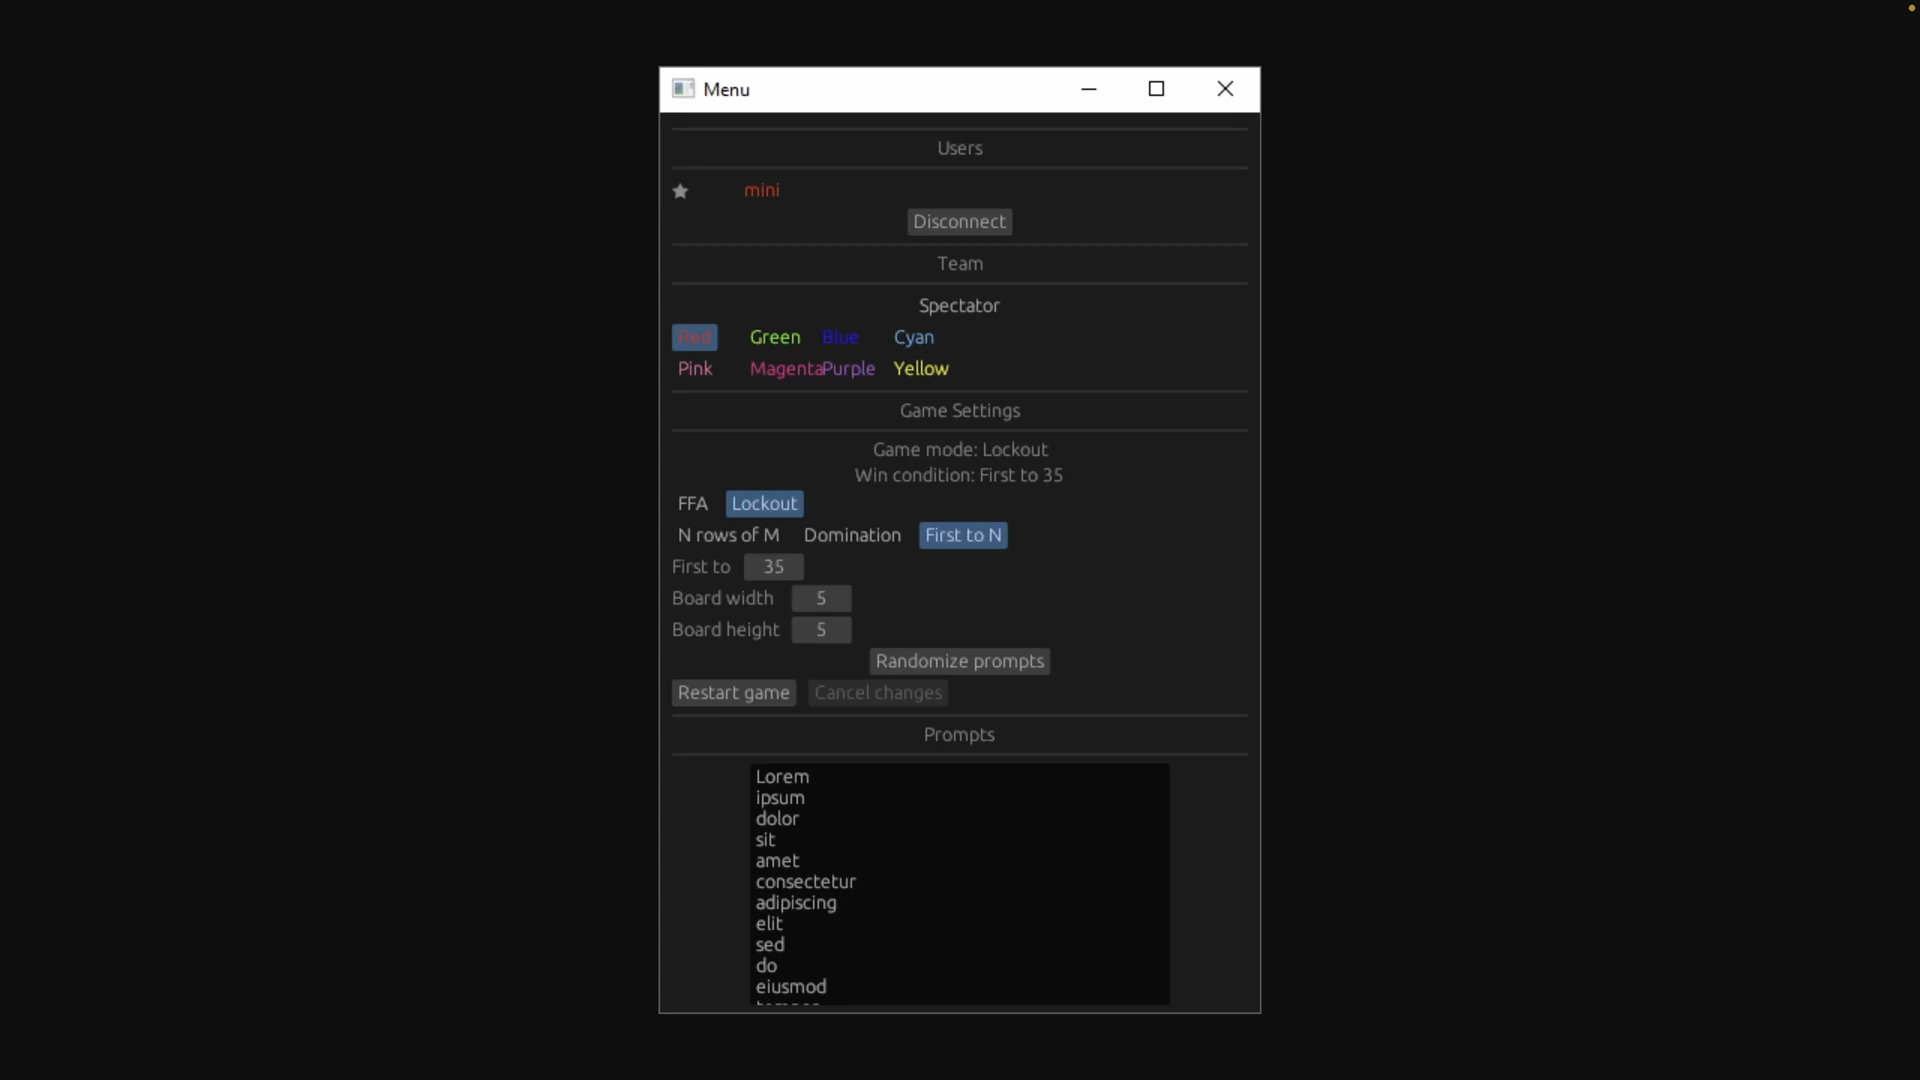 Menu
Users
mini
Disconnect
Team
Spectator
Red Green Blue Cyan
Pink Magenta Purple Yellow
Game Settings
Game mode: Lockout
Win condition: First to 35
FFA Lockout
N rows of M Domination First to N
First to 35
Board width 5
Board height 5
Randomize prompts
Restart game Cancel changes
Prompts
Lorem
ipsum
dolor
sit
amet
consectetur
adipiscing
elit
sed
do
eiusmod